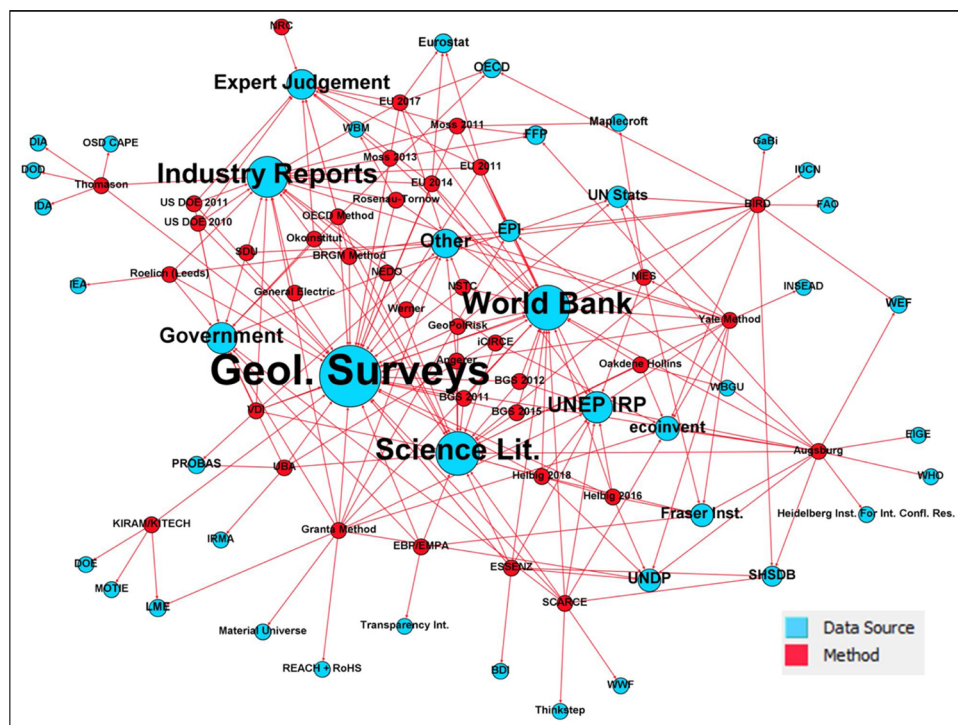 NRC
Eurostat
OECD
Expert Judgement
EU 2017
WBM
Moss 2011
FFP
Maplecroft
GaBi
DIA
OSD CAPE
DOD
Thomason
IDA
Industry Reports
Moss 2013
EU 2011
EU 2014
Rosenau-Tornow
UN Stats
IUCN
BIRD
FAO
US DOE 2011
US DOE 2010
OECD Method
Okoinstitut
Other
EPI
SDU
BRGM Method
Roelich (Leeds)
NEDO
IEA
General Electric
NSTC
NIES
INSEAD
WEF
Werner
World Bank
Yale Method
GeoPolRisk
Government
iCIRCE
Geol. Surveys
Angerer
Oakdene Hollins
BGS 2012
WBGU
BGS 2011
BGS 2015
UNEP IRP
VDI
ecoinvent
EIGE
Science Lit.
Augsburg
PROBAS
UBA
Helbig 2018
WHO
Helbig 2016
Fraser Inst.
Heidelberg Inst. For Int. Confl. Res.
KIRAM/KITECH
Granta Method
IRMA
EBP/EMPA
DOE
ESSENZ
UNDP
SHSDB
MOTIE
LME
SCARCE
Material Universe
Transparency Int.
REACH + RoHS
BDI
WWF
Thinkstep
Data Source
Method